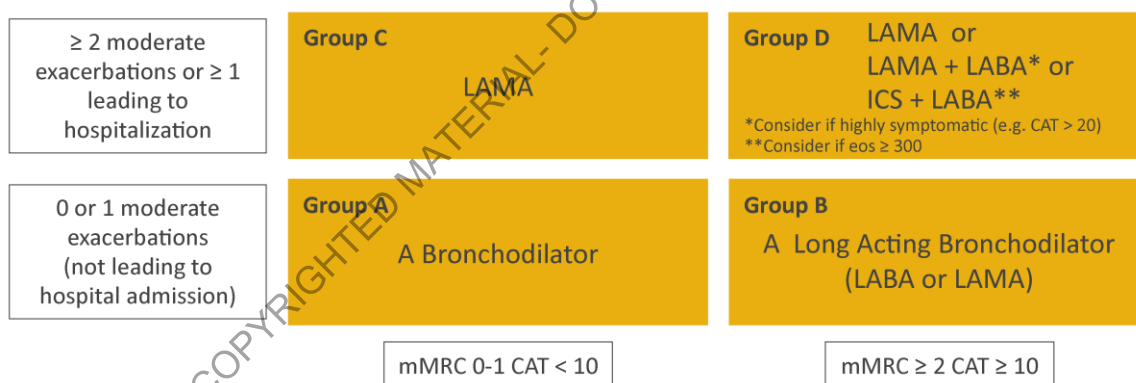 ≥ 2 moderate
exacerbations or ≥ 1
leading to
hospitalization
Group C
LAMA
Group D
LAMA or
LAMA + LABA* or
ICS + LABA**
*Consider if highly symptomatic (e.g. CAT > 20)
**Consider if eos ≥ 300
0 or 1 moderate
exacerbations
(not leading to
hospital admission)
Group A
A Bronchodilator
Group B
A Long Acting Bronchodilator
(LABA or LAMA)
mMRC 0-1 CAT < 10
mMRC ≥ 2 CAT ≥ 10
COPYRIGHTED MATERIAL- DO